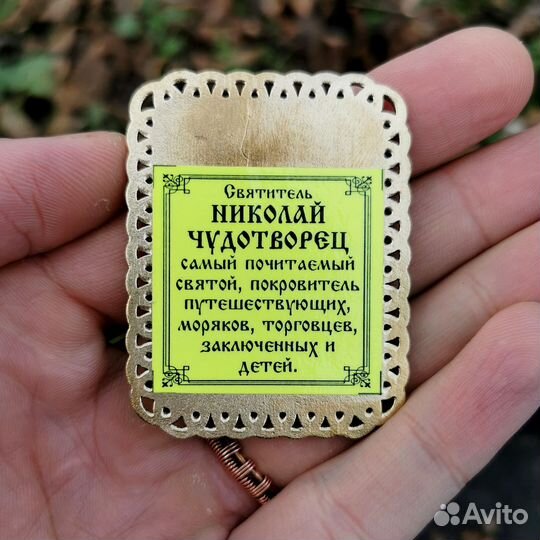 Святитель
НИКОЛАЙ
ЧУДОТВОРЕЦ
самый почитаемый
святой, покровитель
путешествующих,
моряков, торговцев,
заключенных и
детей.
Avito